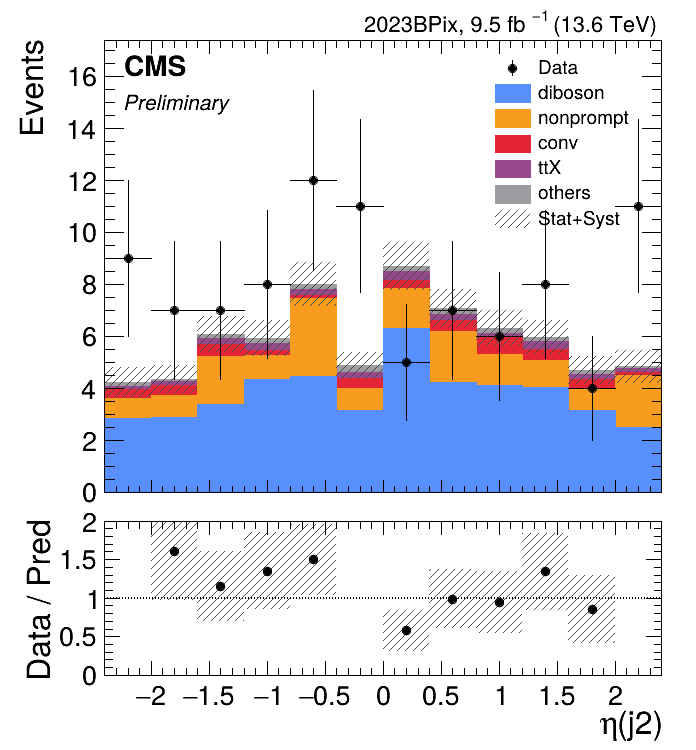 2023BPix, 9.5 fb⁻¹ (13.6 TeV)
Events
16
14
12
10
8
6
4
2
0
CMS
Preliminary
Data
diboson
nonprompt
conv
ttX
others
Stat+Syst
Data / Pred
2
1.5
1
0.5
0
−2 −1.5 −1 −0.5 0 0.5 1 1.5 2
η(j2)